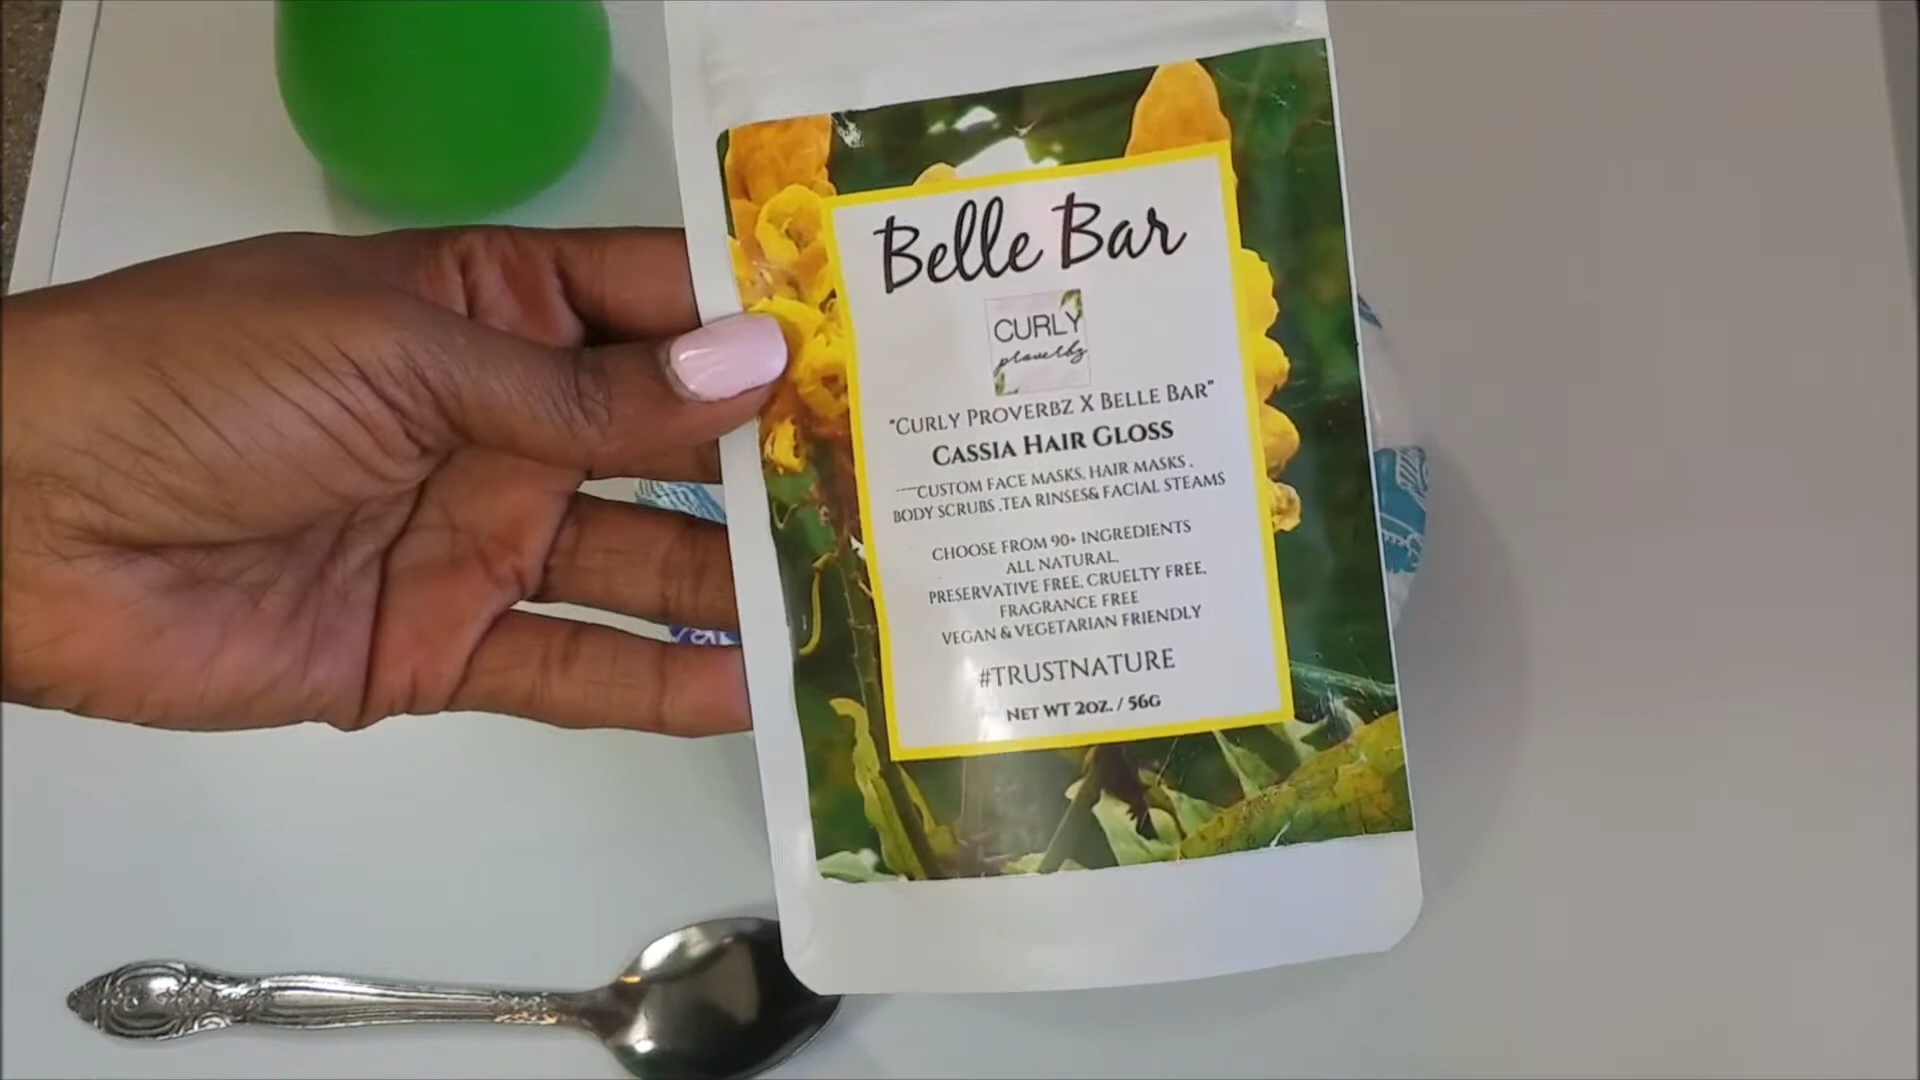 Belle Bar
CURLY
proverbz
"CURLY PROVERBZ X BELLE BAR"
CASSIA HAIR GLOSS
~~CUSTOM FACE MASKS, HAIR MASKS ,
BODY SCRUBS ,TEA RINSES& FACIAL STEAMS
CHOOSE FROM 90+ INGREDIENTS
ALL NATURAL,
PRESERVATIVE FREE, CRUELTY FREE,
FRAGRANCE FREE
VEGAN & VEGETARIAN FRIENDLY
#TRUSTNATURE
NET WT 2OZ. / 56G